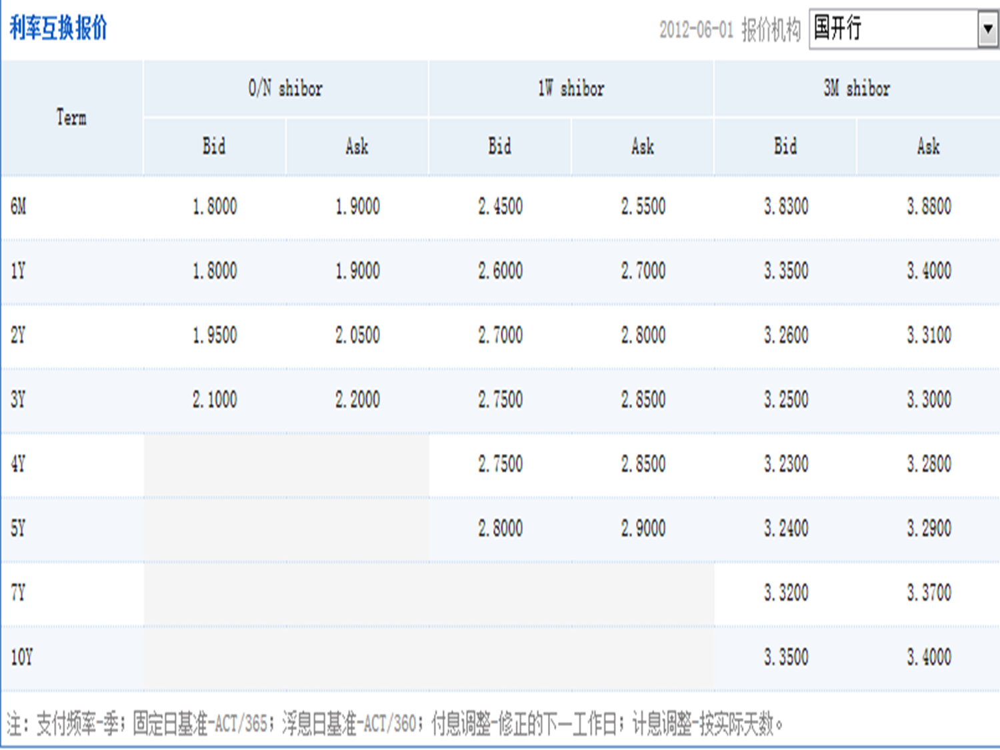 利率互换报价 2012-06-01 报价机构 国开行
Term O/N shibor 1W shibor 3M shibor
Bid Ask Bid Ask Bid Ask
6M 1.8000 1.9000 2.4500 2.5500 3.8300 3.8800
1Y 1.8000 1.9000 2.6000 2.7000 3.3500 3.4000
2Y 1.9500 2.0500 2.7000 2.8000 3.2600 3.3100
3Y 2.1000 2.2000 2.7500 2.8500 3.2500 3.3000
4Y 2.7500 2.8500 3.2300 3.2800
5Y 2.8000 2.9000 3.2400 3.2900
7Y 3.3200 3.3700
10Y 3.3500 3.4000
注：支付频率-季；固定日基准-ACT/365；浮息日基准-ACT/360；付息调整-修正的下一工作日；计息调整-按实际天数。